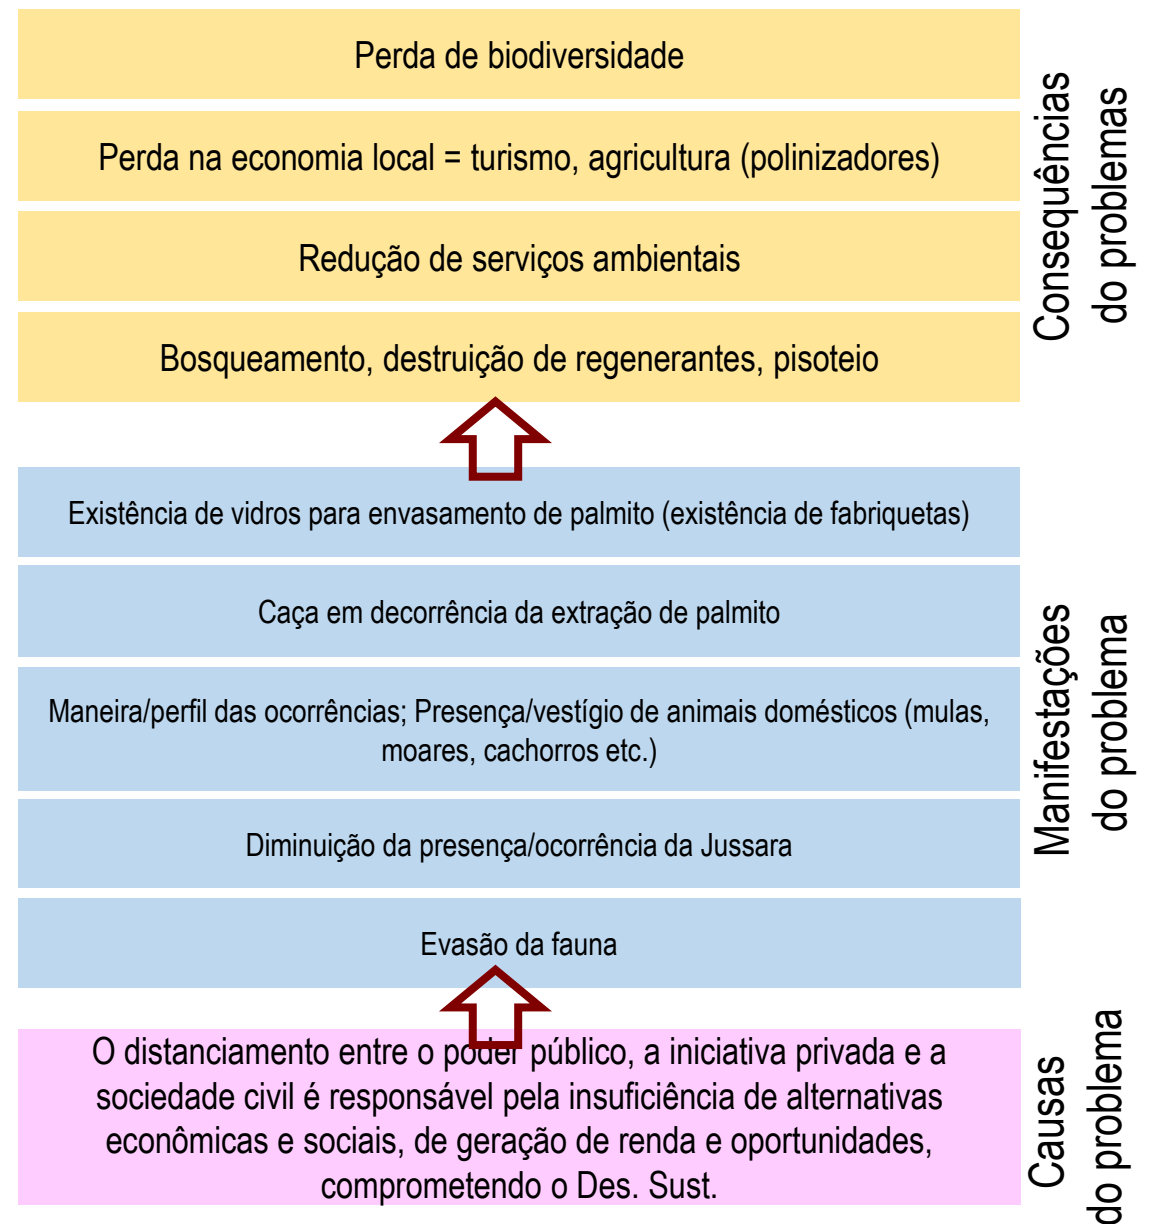 Perda de biodiversidade
Perda na economia local = turismo, agricultura (polinizadores)
Redução de serviços ambientais
Bosqueamento, destruição de regenerantes, pisoteio
Consequências
do problemas
Existência de vidros para envasamento de palmito (existência de fabriquetas)
Caça em decorrência da extração de palmito
Maneira/perfil das ocorrências; Presença/vestígio de animais domésticos (mulas,
moares, cachorros etc.)
Diminuição da presença/ocorrência da Jussara
Evasão da fauna
Manifestações
do problema
O distanciamento entre o poder público, a iniciativa privada e a
sociedade civil é responsável pela insuficiência de alternativas
econômicas e sociais, de geração de renda e oportunidades,
comprometendo o Des. Sust.
Causas
do problema